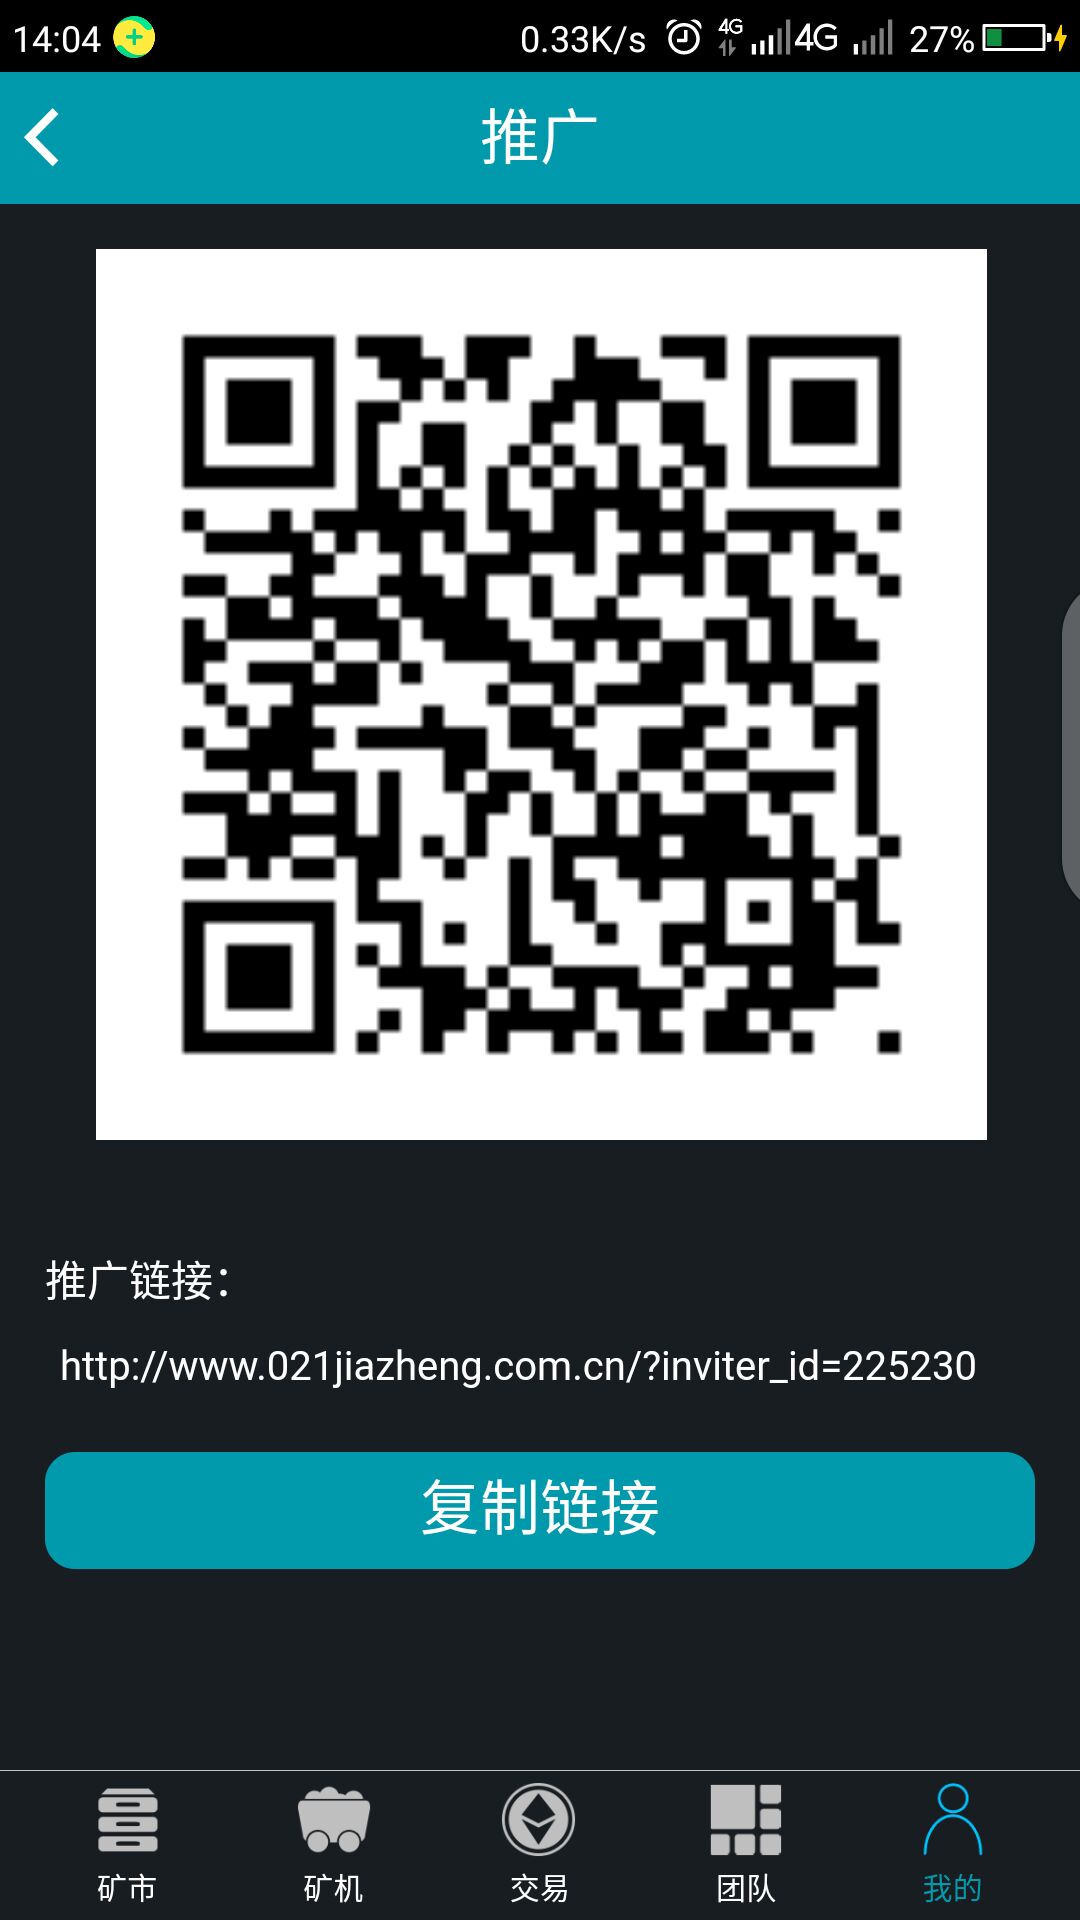 14:04 0.33K/s 4G 4G 27%
推广
推广链接：
http://www.021jiazheng.com.cn/?inviter_id=225230
复制链接
矿市 矿机 交易 团队 我的